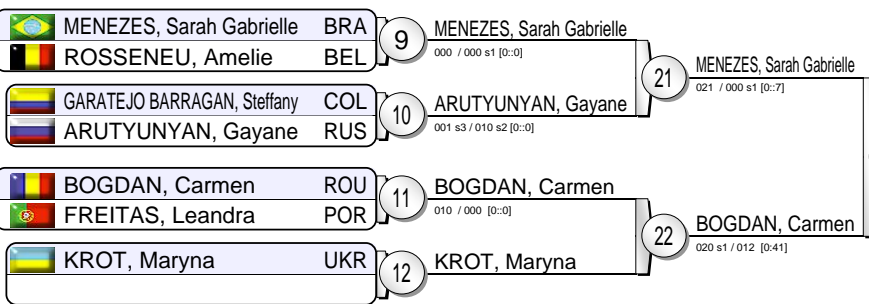 MENEZES, Sarah Gabrielle BRA
ROSSENEU, Amelie BEL
9
MENEZES, Sarah Gabrielle
000 / 000 s1 [0::0]
GARATEJO BARRAGAN, Steffany COL
ARUTYUNYAN, Gayane RUS
10
ARUTYUNYAN, Gayane
001 s3 / 010 s2 [0::0]
21
MENEZES, Sarah Gabrielle
021 / 000 s1 [0::7]
BOGDAN, Carmen ROU
FREITAS, Leandra POR
11
BOGDAN, Carmen
010 / 000 [0::0]
KROT, Maryna UKR
12
KROT, Maryna
22
BOGDAN, Carmen
020 s1 / 012 [0:41]